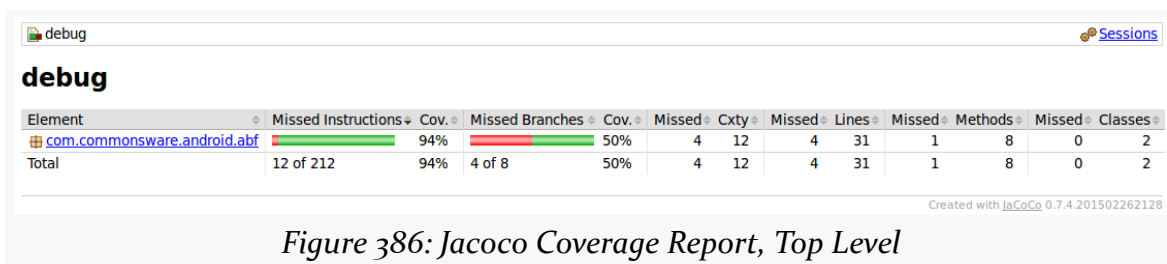 debug
Sessions
debug
Element Missed Instructions Cov. Missed Branches Cov. Missed Cxty Missed Lines Missed Methods Missed Classes
com.commonsware.android.abf 94% 50% 4 12 4 31 1 8 0 2
Total 12 of 212 94% 4 of 8 50% 4 12 4 31 1 8 0 2
Created with JaCoCo 0.7.4.201502262128
Figure 386: Jacoco Coverage Report, Top Level